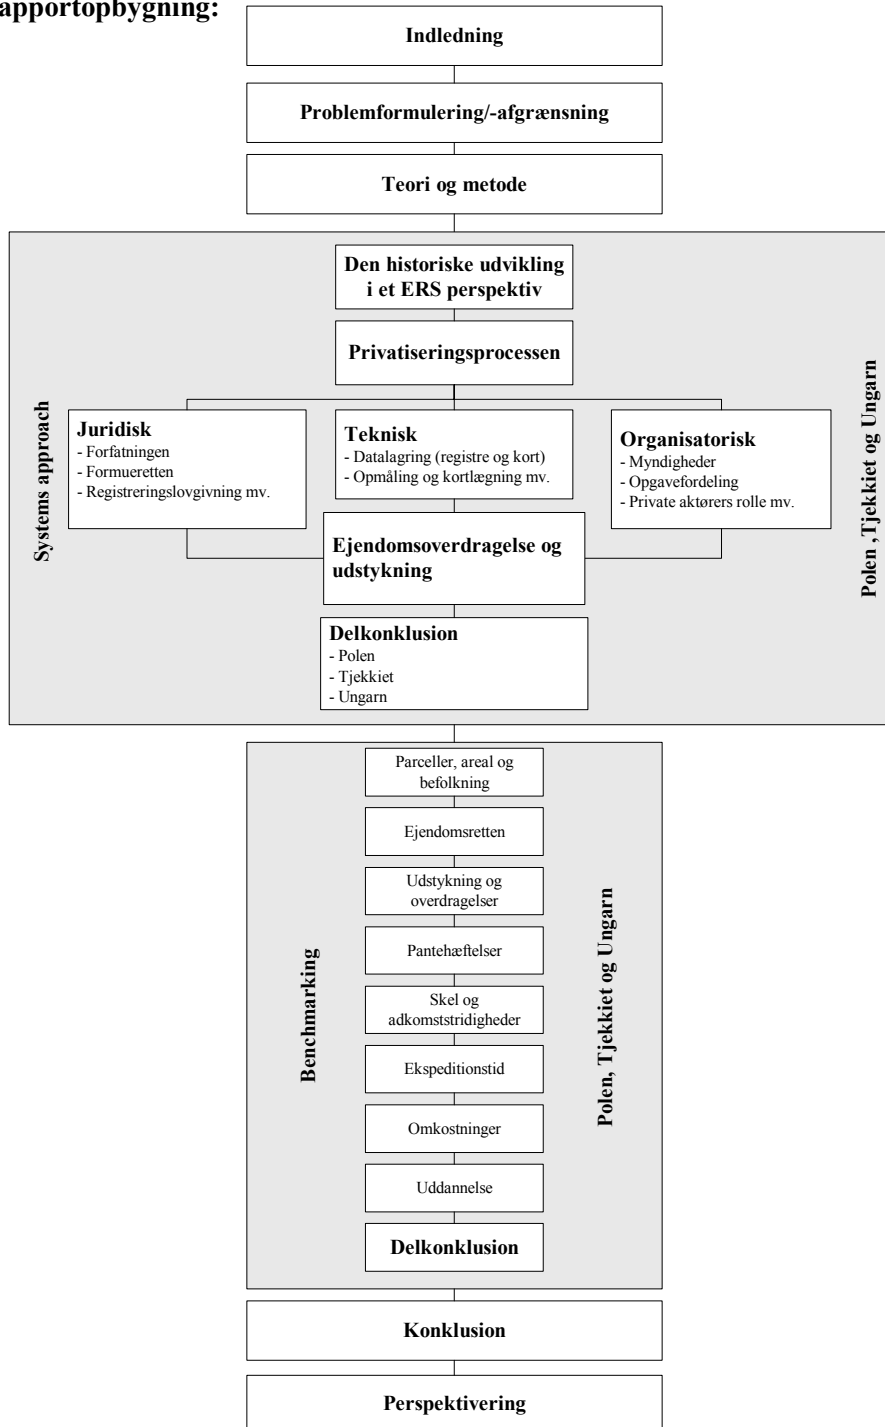 apportopbygning:
Indledning
Problemformulering/-afgrænsning
Teori og metode
Systems approach
Den historiske udvikling
i et ERS perspektiv
Privatiseringsprocessen
Juridisk
- Forfatningen
- Formueretten
- Registreringslovgivning mv.
Teknisk
- Datalagring (registre og kort)
- Opmåling og kortlægning mv.
Organisatorisk
- Myndigheder
- Opgavefordeling
- Private aktørers rolle mv.
Ejendomsoverdragelse og
udstykning
Delkonklusion
- Polen
- Tjekkiet
- Ungarn
Polen ,Tjekkiet og Ungarn
Benchmarking
Parceller, areal og
befolkning
Ejendomsretten
Udstykning og
overdragelser
Pantehæftelser
Skel og
adkomststridigheder
Ekspeditionstid
Omkostninger
Uddannelse
Delkonklusion
Polen, Tjekkiet og Ungarn
Konklusion
Perspektivering